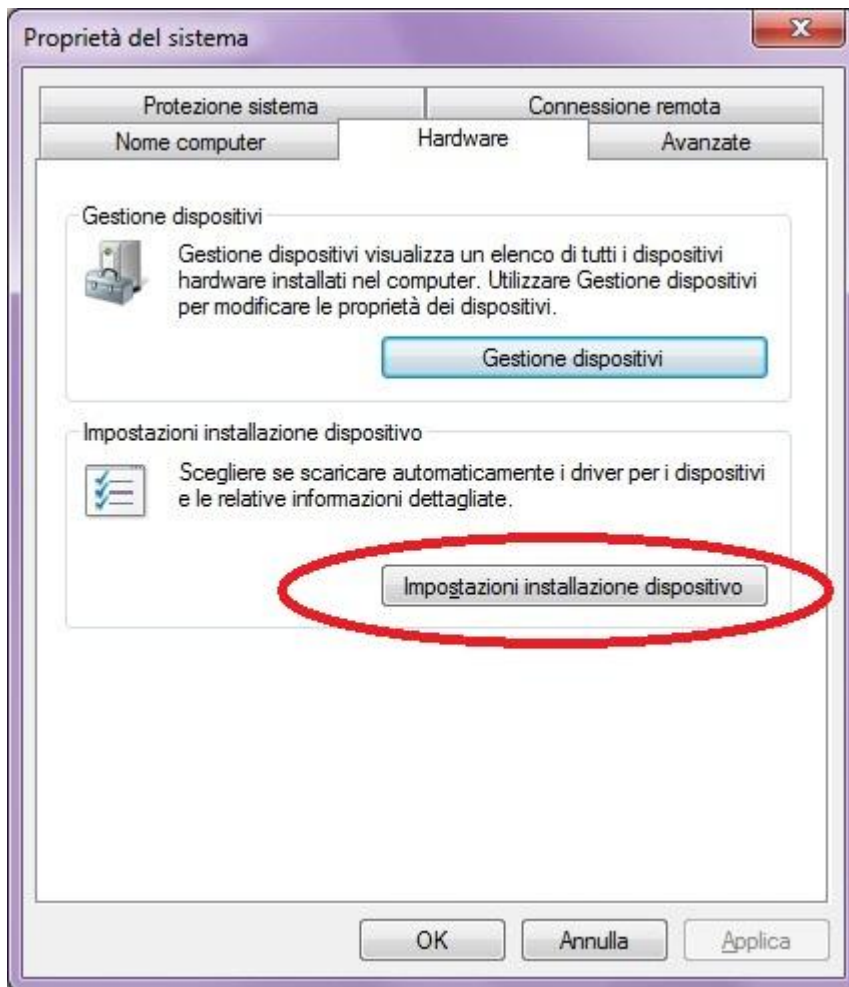 Proprietà del sistema
Protezione sistema
Connessione remota
Nome computer
Hardware
Avanzate
Gestione dispositivi
Gestione dispositivi visualizza un elenco di tutti i dispositivi
hardware installati nel computer. Utilizzare Gestione dispositivi
per modificare le proprietà dei dispositivi.
Gestione dispositivi
Impostazioni installazione dispositivo
Scegliere se scaricare automaticamente i driver per i dispositivi
e le relative informazioni dettagliate.
Impostazioni installazione dispositivo
OK
Annulla
Applica